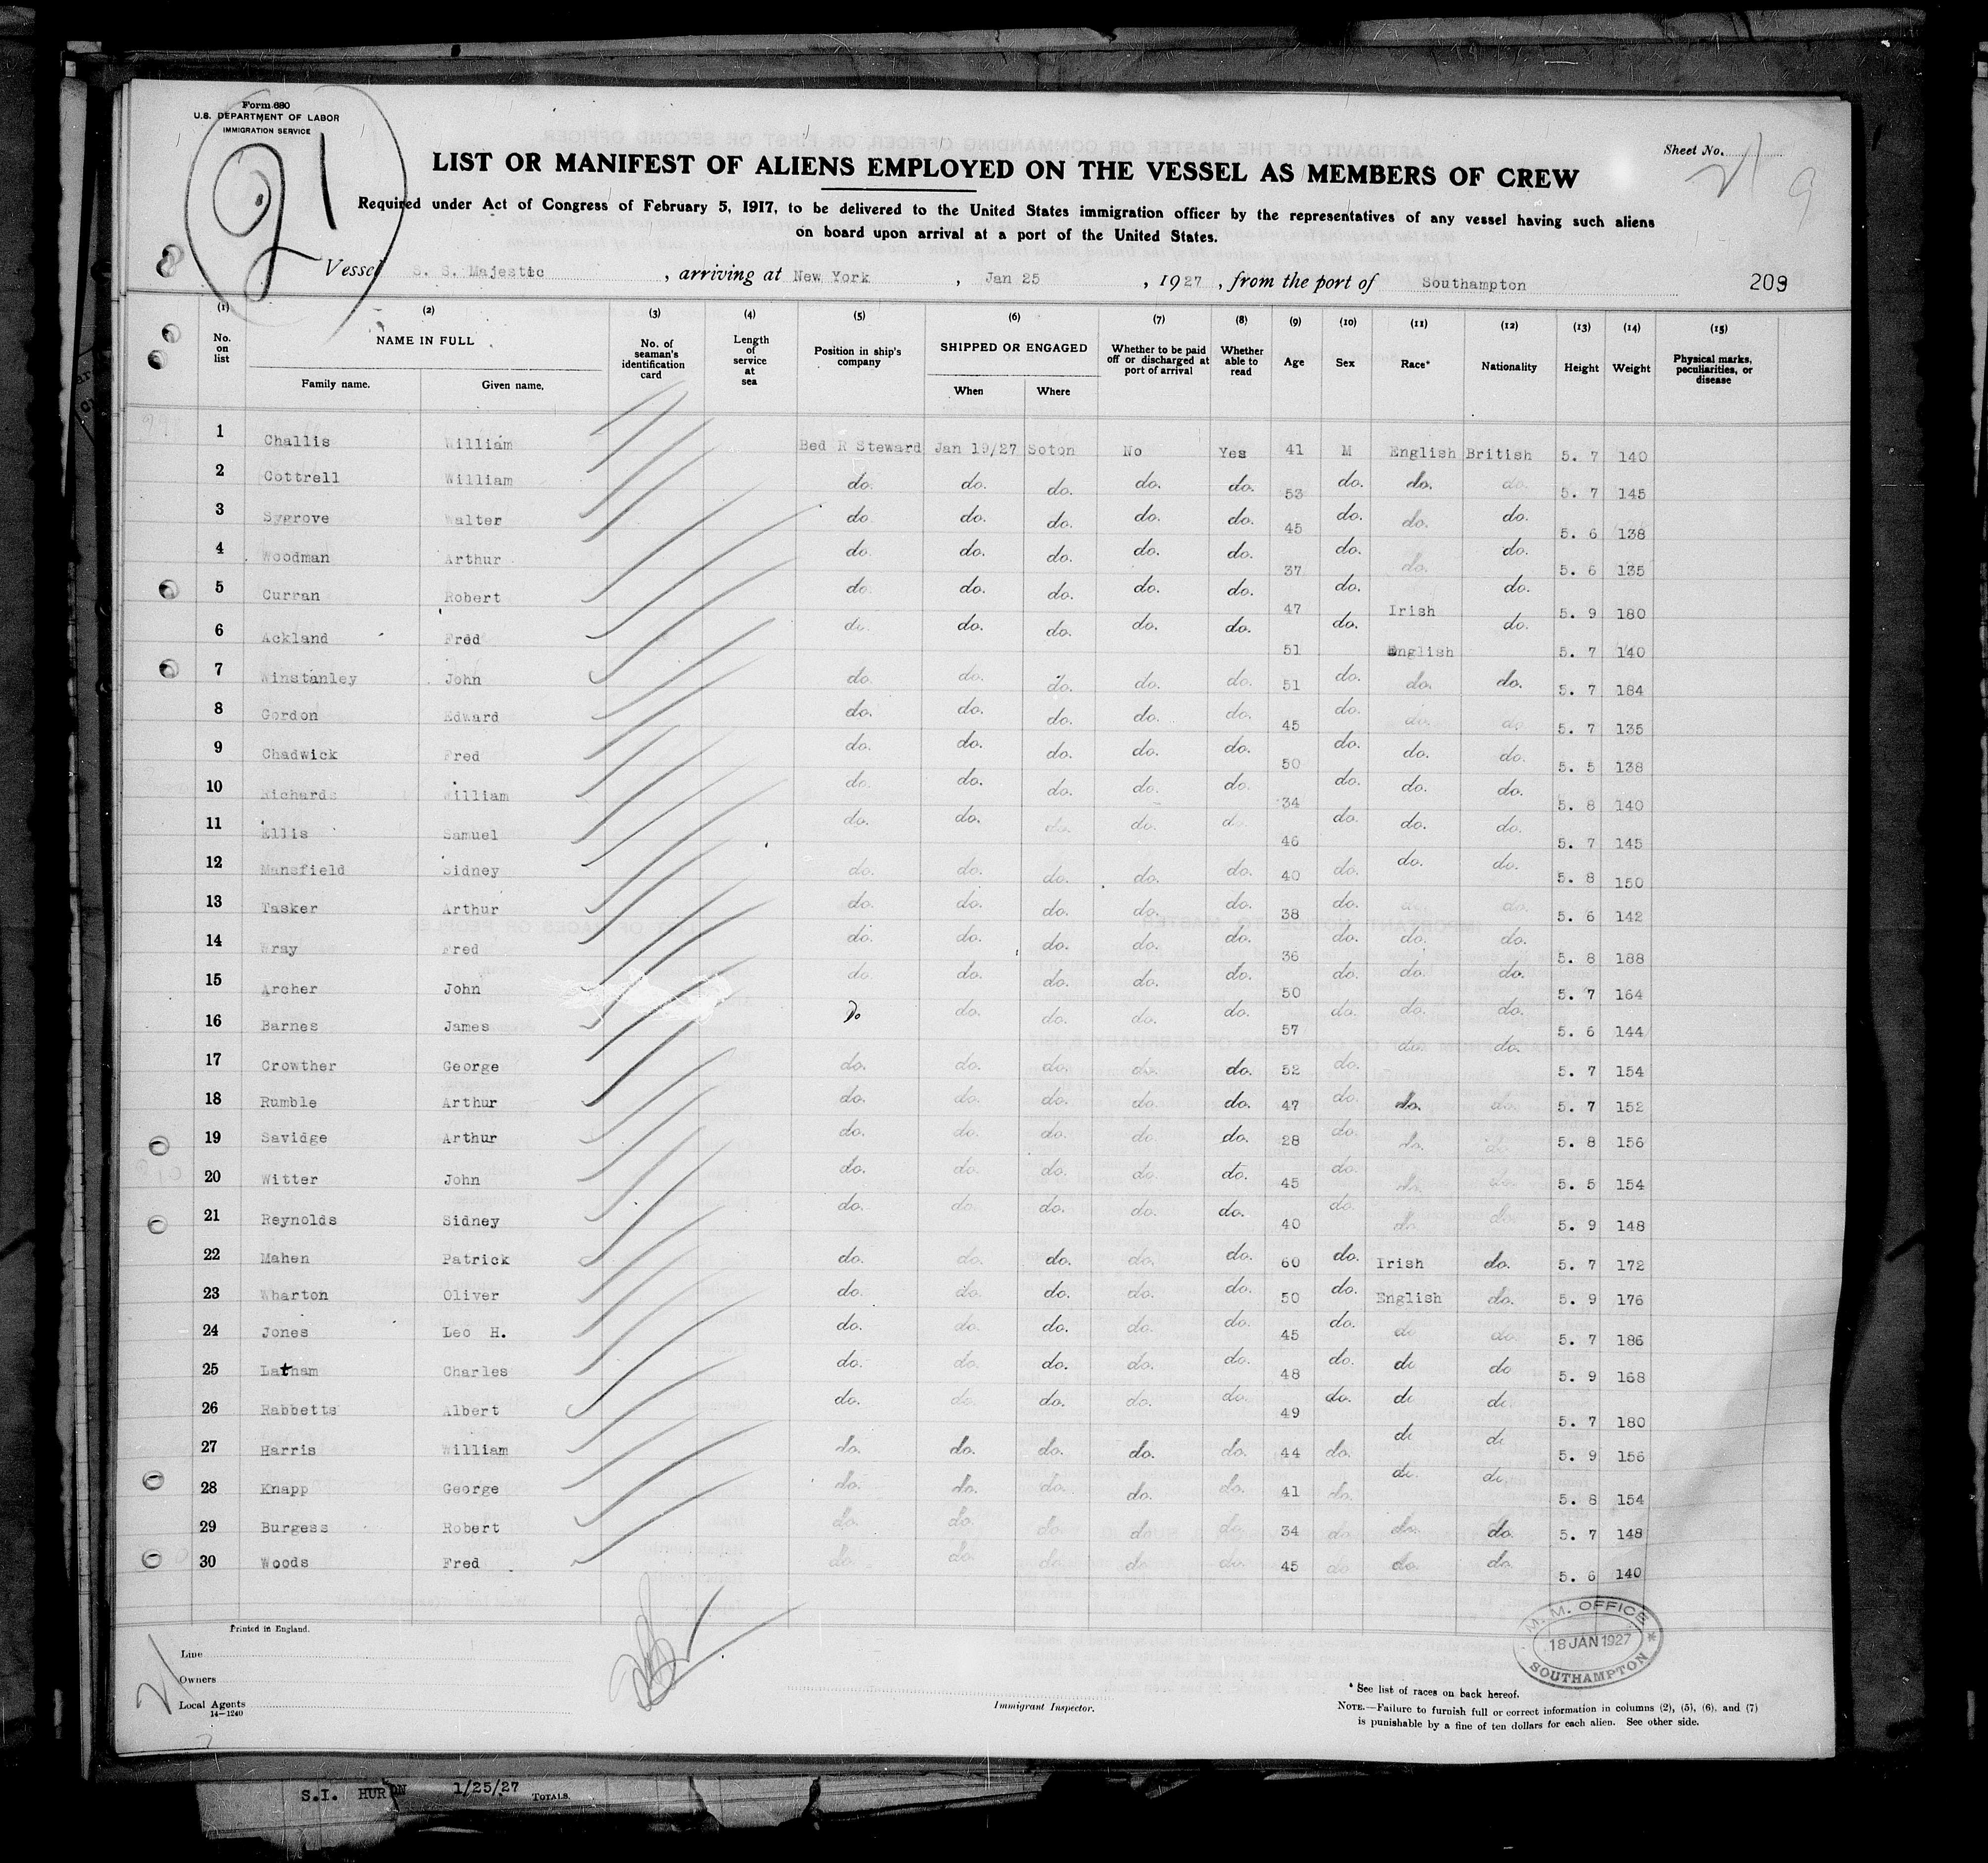 Form 680
U.S. DEPARTMENT OF LABOR
IMMIGRATION SERVICE
21
Sheet No. 21
9
LIST OR MANIFEST OF ALIENS EMPLOYED ON THE VESSEL AS MEMBERS OF CREW
Required under Act of Congress of February 5, 1917, to be delivered to the United States immigration officer by the representatives of any vessel having such aliens
on board upon arrival at a port of the United States.
Vessel S. S. Majestic , arriving at New York , Jan 25 , 1927 , from the port of Southampton 209
(1) No. on list (2) NAME IN FULL Family name. Given name. (3) No. of seaman's identification card (4) Length of service at sea (5) Position in ship's company (6) SHIPPED OR ENGAGED When Where (7) Whether to be paid off or discharged at port of arrival (8) Whether able to read (9) Age (10) Sex (11) Race* (12) Nationality (13) Height (14) Weight (15) Physical marks, peculiarities, or disease
1 Challis William Bed R Steward Jan 19/27 Soton No Yes 41 M English British 5. 7 140
2 Cottrell William do. do. do. do. do. 53 do. do. do. 5. 7 145
3 Sygrove Walter do do. do. do. do. 45 do. do. do. 5. 6 138
4 Woodman Arthur do do. do. do. do. 37 do. do. do. 5. 6 135
5 Curran Robert do. do. do. do. do. 47 do. Irish do. 5. 9 180
6 Ackland Fred do. do. do. do. do. 51 do. English do. 5. 7 140
7 Winstanley John do. do. do. do. do. 51 do. do. do. 5. 7 184
8 Gordon Edward do. do. do. do. do. 45 do. do. do. 5. 7 135
9 Chadwick Fred do. do. do. do. do. 50 do. do. do. 5. 5 138
10 Richards William do. do. do. do. do. 34 do. do. do. 5. 8 140
11 Ellis Samuel do. do. do. do. d. 46 do. do. do. 5. 7 145
12 Mansfield Sidney do. do. do. do. do. 40 do. do. do. 5. 8 150
13 Tasker Arthur do. do. do. do. do. 38 do. do. do. 5. 6 142
14 Wray Fred do. do. do. do. do. 36 do. do. do. 5. 8 188
15 Archer John do. do. do. do. do. 50 do. do. do. 5. 7 164
16 Barnes James Do do. do. do. do. 57 do. do. do. 5. 6 144
17 Crowther George do. do. do. do. do. 52 do. do. do. 5. 7 154
18 Rumble Arthur do. do. do. do. do. 47 do. do. do. 5. 7 152
19 Savidge Arthur do. do. do. do. do. 28 do. do. do. 5. 8 156
20 Witter John do. do. do. do. do. 45 do. do. do. 5. 5 154
21 Reynolds Sidney do. do. do. do. do. 40 do. do. do. 5. 9 148
22 Mahen Patrick do. do. do. do. do. 60 do. Irish do. 5. 7 172
23 Wharton Oliver do. do. do. do. do. 50 do. English do. 5. 9 176
24 Jones Leo H. do. do. do. do. do. 45 do. do do. 5. 7 186
25 Latham Charles do. do. do. do. do. 48 do. do do 5. 9 168
26 Rabbetts Albert do. do. do. do. do. 49 do. do do. 5. 7 180
27 Harris William do. do. do. do. do. 44 do. do do 5. 9 156
28 Knapp George do. do. do. do. do. 41 do. do. do. 5. 8 154
29 Burgess Robert do. do. do. do. do. 34 do. do. do. 5. 7 148
30 Woods Fred do. do. do. do. do. 45 do. do. do. 5. 6 140
Printed in England.
21
Line
Owners
Local Agents
14—1240
Immigrant Inspector.
M. M. OFFICE
18 JAN 1927
SOUTHAMPTON
* See list of races on back hereof.
NOTE.—Failure to furnish full or correct information in columns (2), (5), (6), and (7)
is punishable by a fine of ten dollars for each alien. See other side.
S.I. HURON 1/25/27 TOTALS